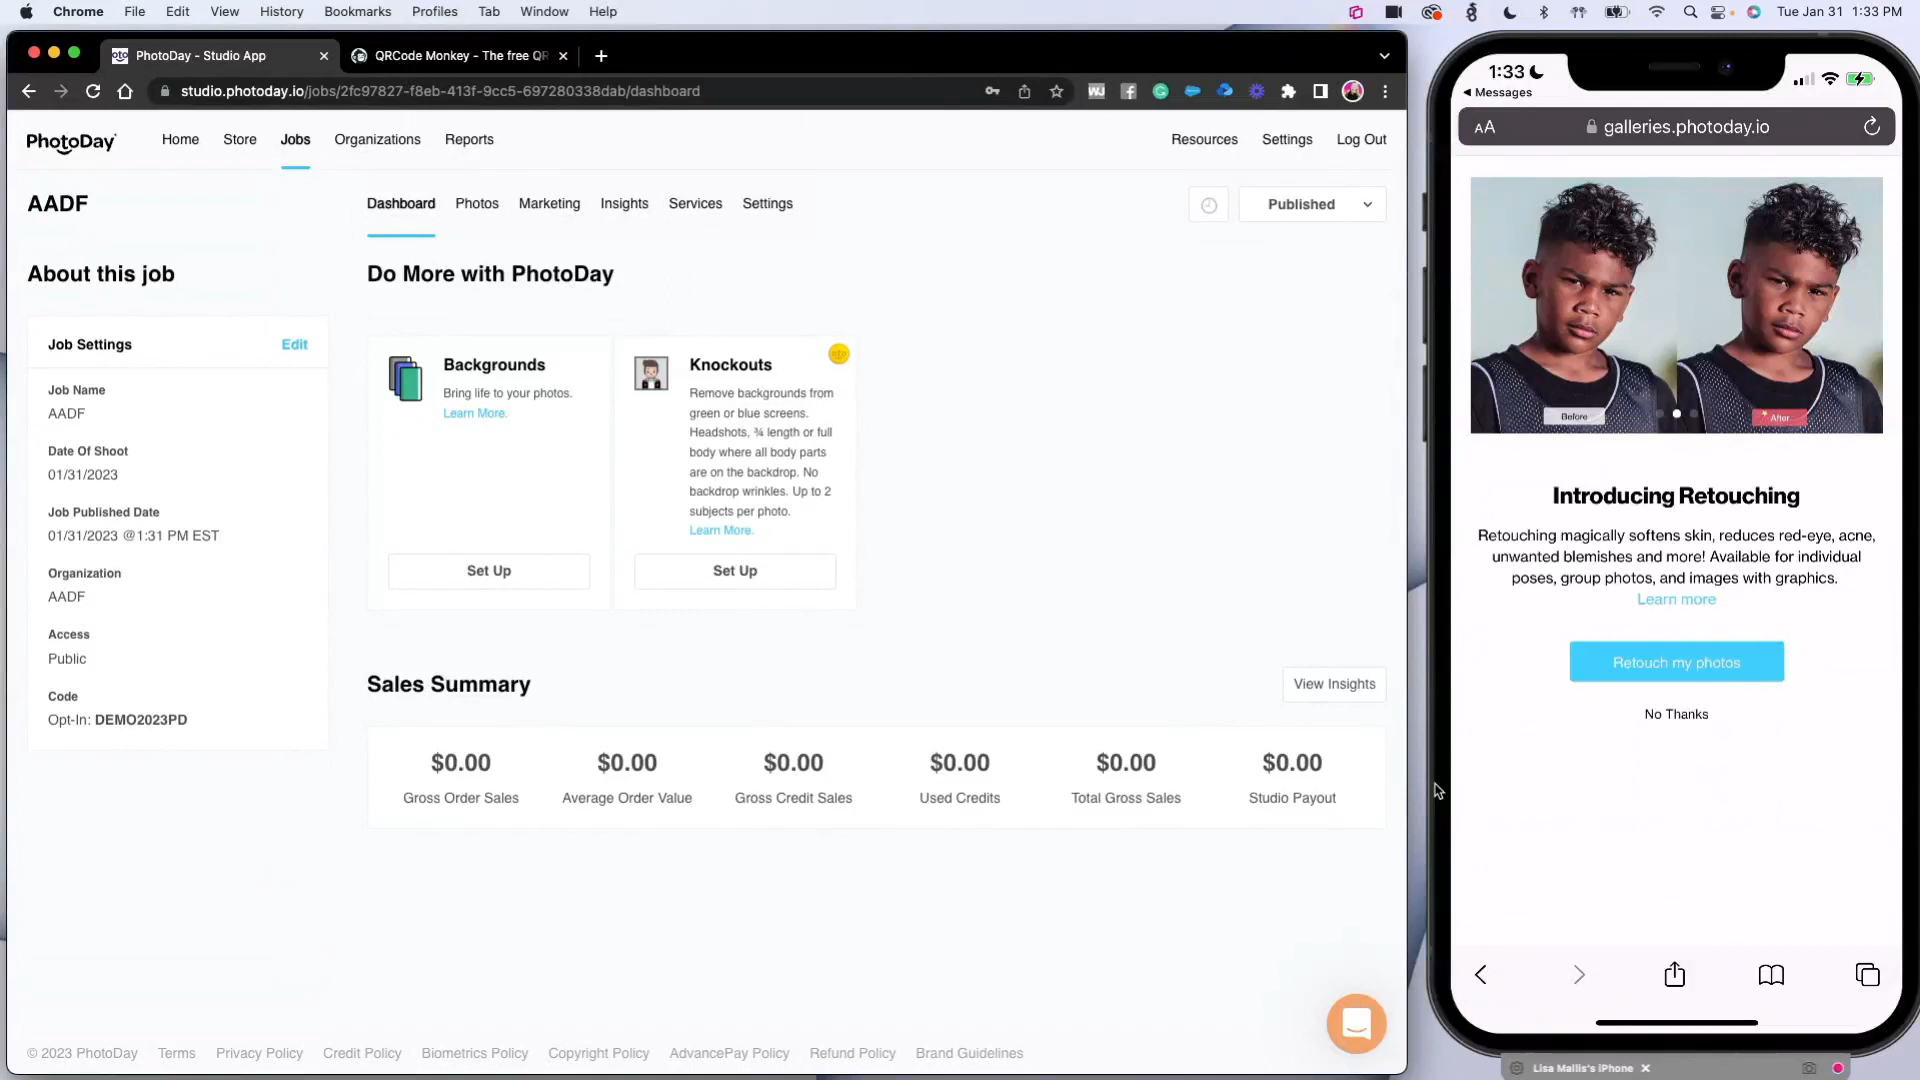 Chrome File Edit View History Bookmarks Profiles Tab Window Help
Tue Jan 31 1:33 PM
PhotoDay - Studio App
QRCode Monkey - The free QR
studio.photoday.io/jobs/2fc97827-f8eb-413f-9cc5-697280338dab/dashboard
PhotoDay
Home Store Jobs Organizations Reports
Resources Settings Log Out
AADF
Dashboard Photos Marketing Insights Services Settings
Published
About this job
Job Settings Edit
Job Name
AADF
Date Of Shoot
01/31/2023
Job Published Date
01/31/2023 @1:31 PM EST
Organization
AADF
Access
Public
Code
Opt-In: DEMO2023PD
Do More with PhotoDay
Backgrounds
Bring life to your photos.
Learn More.
Set Up
Knockouts
Remove backgrounds from
green or blue screens.
Headshots, ¾ length or full
body where all body parts
are on the backdrop. No
backdrop wrinkles. Up to 2
subjects per photo.
Learn More.
Set Up
Sales Summary
View Insights
$0.00 $0.00 $0.00 $0.00 $0.00 $0.00
Gross Order Sales Average Order Value Gross Credit Sales Used Credits Total Gross Sales Studio Payout
© 2023 PhotoDay Terms Privacy Policy Credit Policy Biometrics Policy Copyright Policy AdvancePay Policy Refund Policy Brand Guidelines
1:33
Messages
AA galleries.photoday.io
Before After
Introducing Retouching
Retouching magically softens skin, reduces red-eye, acne,
unwanted blemishes and more! Available for individual
poses, group photos, and images with graphics.
Learn more
Retouch my photos
No Thanks
Lisa Mallis's iPhone